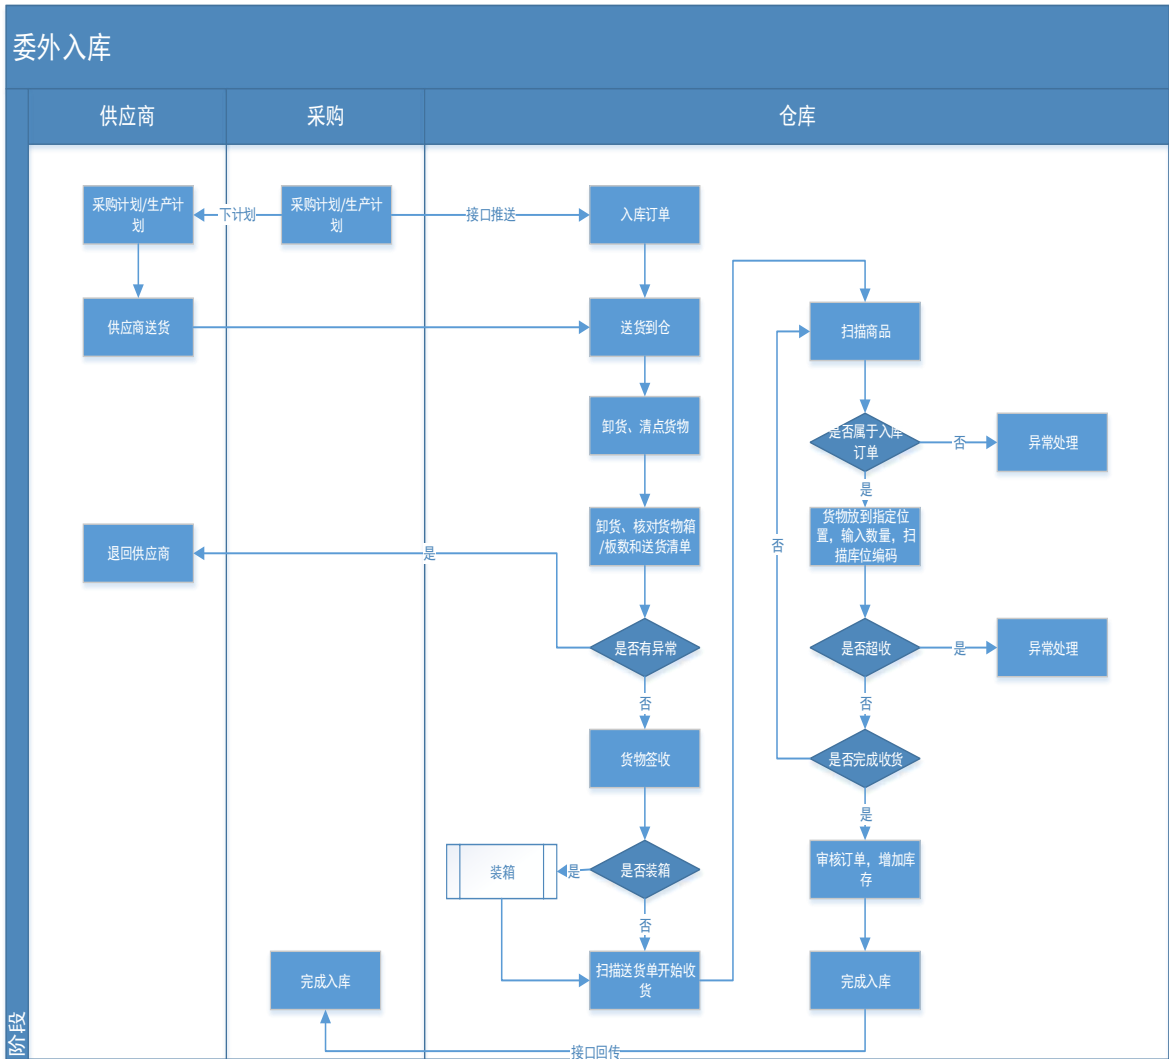 委外入库
供应商
采购
仓库
阶段
采购计划/生产计
划
下计划
采购计划/生产计
划
接口推送
入库订单
供应商送货
送货到仓
扫描商品
卸货、清点货物
是否属于入库
订单
否
异常处理
是
退回供应商
是
卸货、核对货物箱
/板数和送货清单
否
货物放到指定位
置，输入数量，扫
描库位编码
是否有异常
是否超收
是
异常处理
否
否
货物签收
是否完成收货
是
装箱
是
是否装箱
审核订单，增加库
存
否
完成入库
扫描送货单开始收
货
完成入库
接口回传